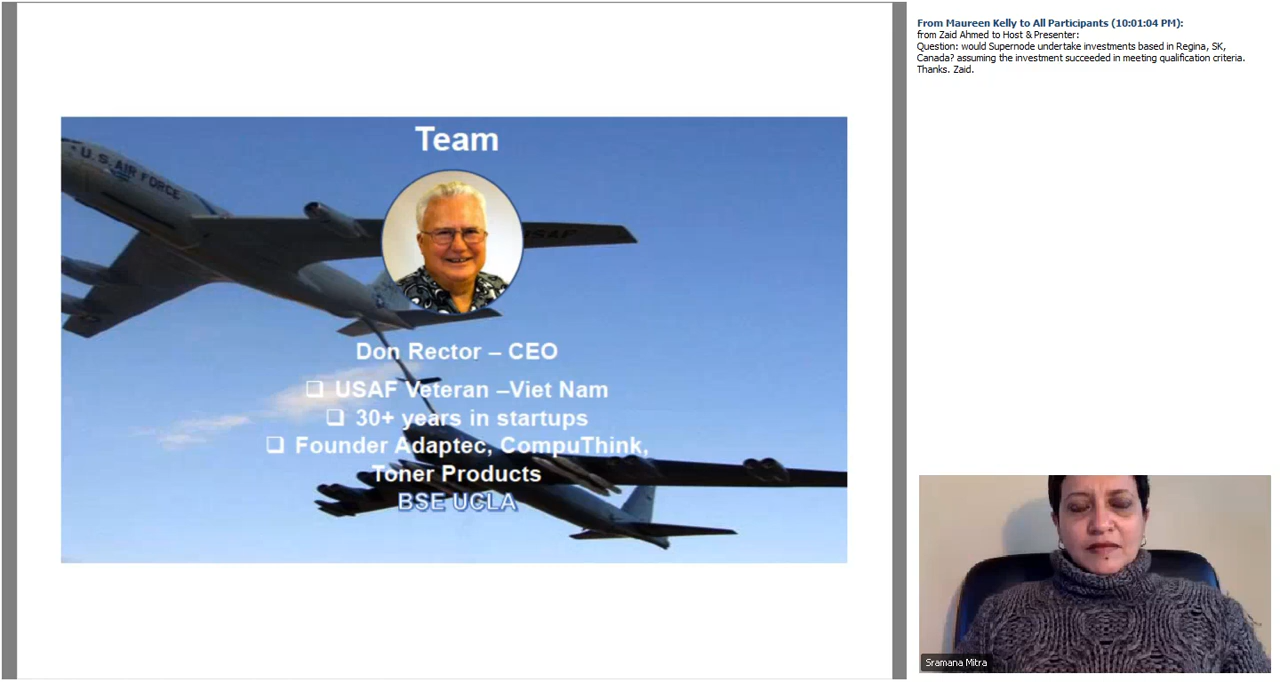 Team
U.S. AIR FORCE
USAF
Don Rector – CEO
❑ USAF Veteran –Viet Nam
❑ 30+ years in startups
❑ Founder Adaptec, CompuThink,
Toner Products
BSE UCLA
From Maureen Kelly to All Participants (10:01:04 PM):
from Zaid Ahmed to Host & Presenter:
Question: would Supernode undertake investments based in Regina, SK,
Canada? assuming the investment succeeded in meeting qualification criteria.
Thanks. Zaid.
Sramana Mitra